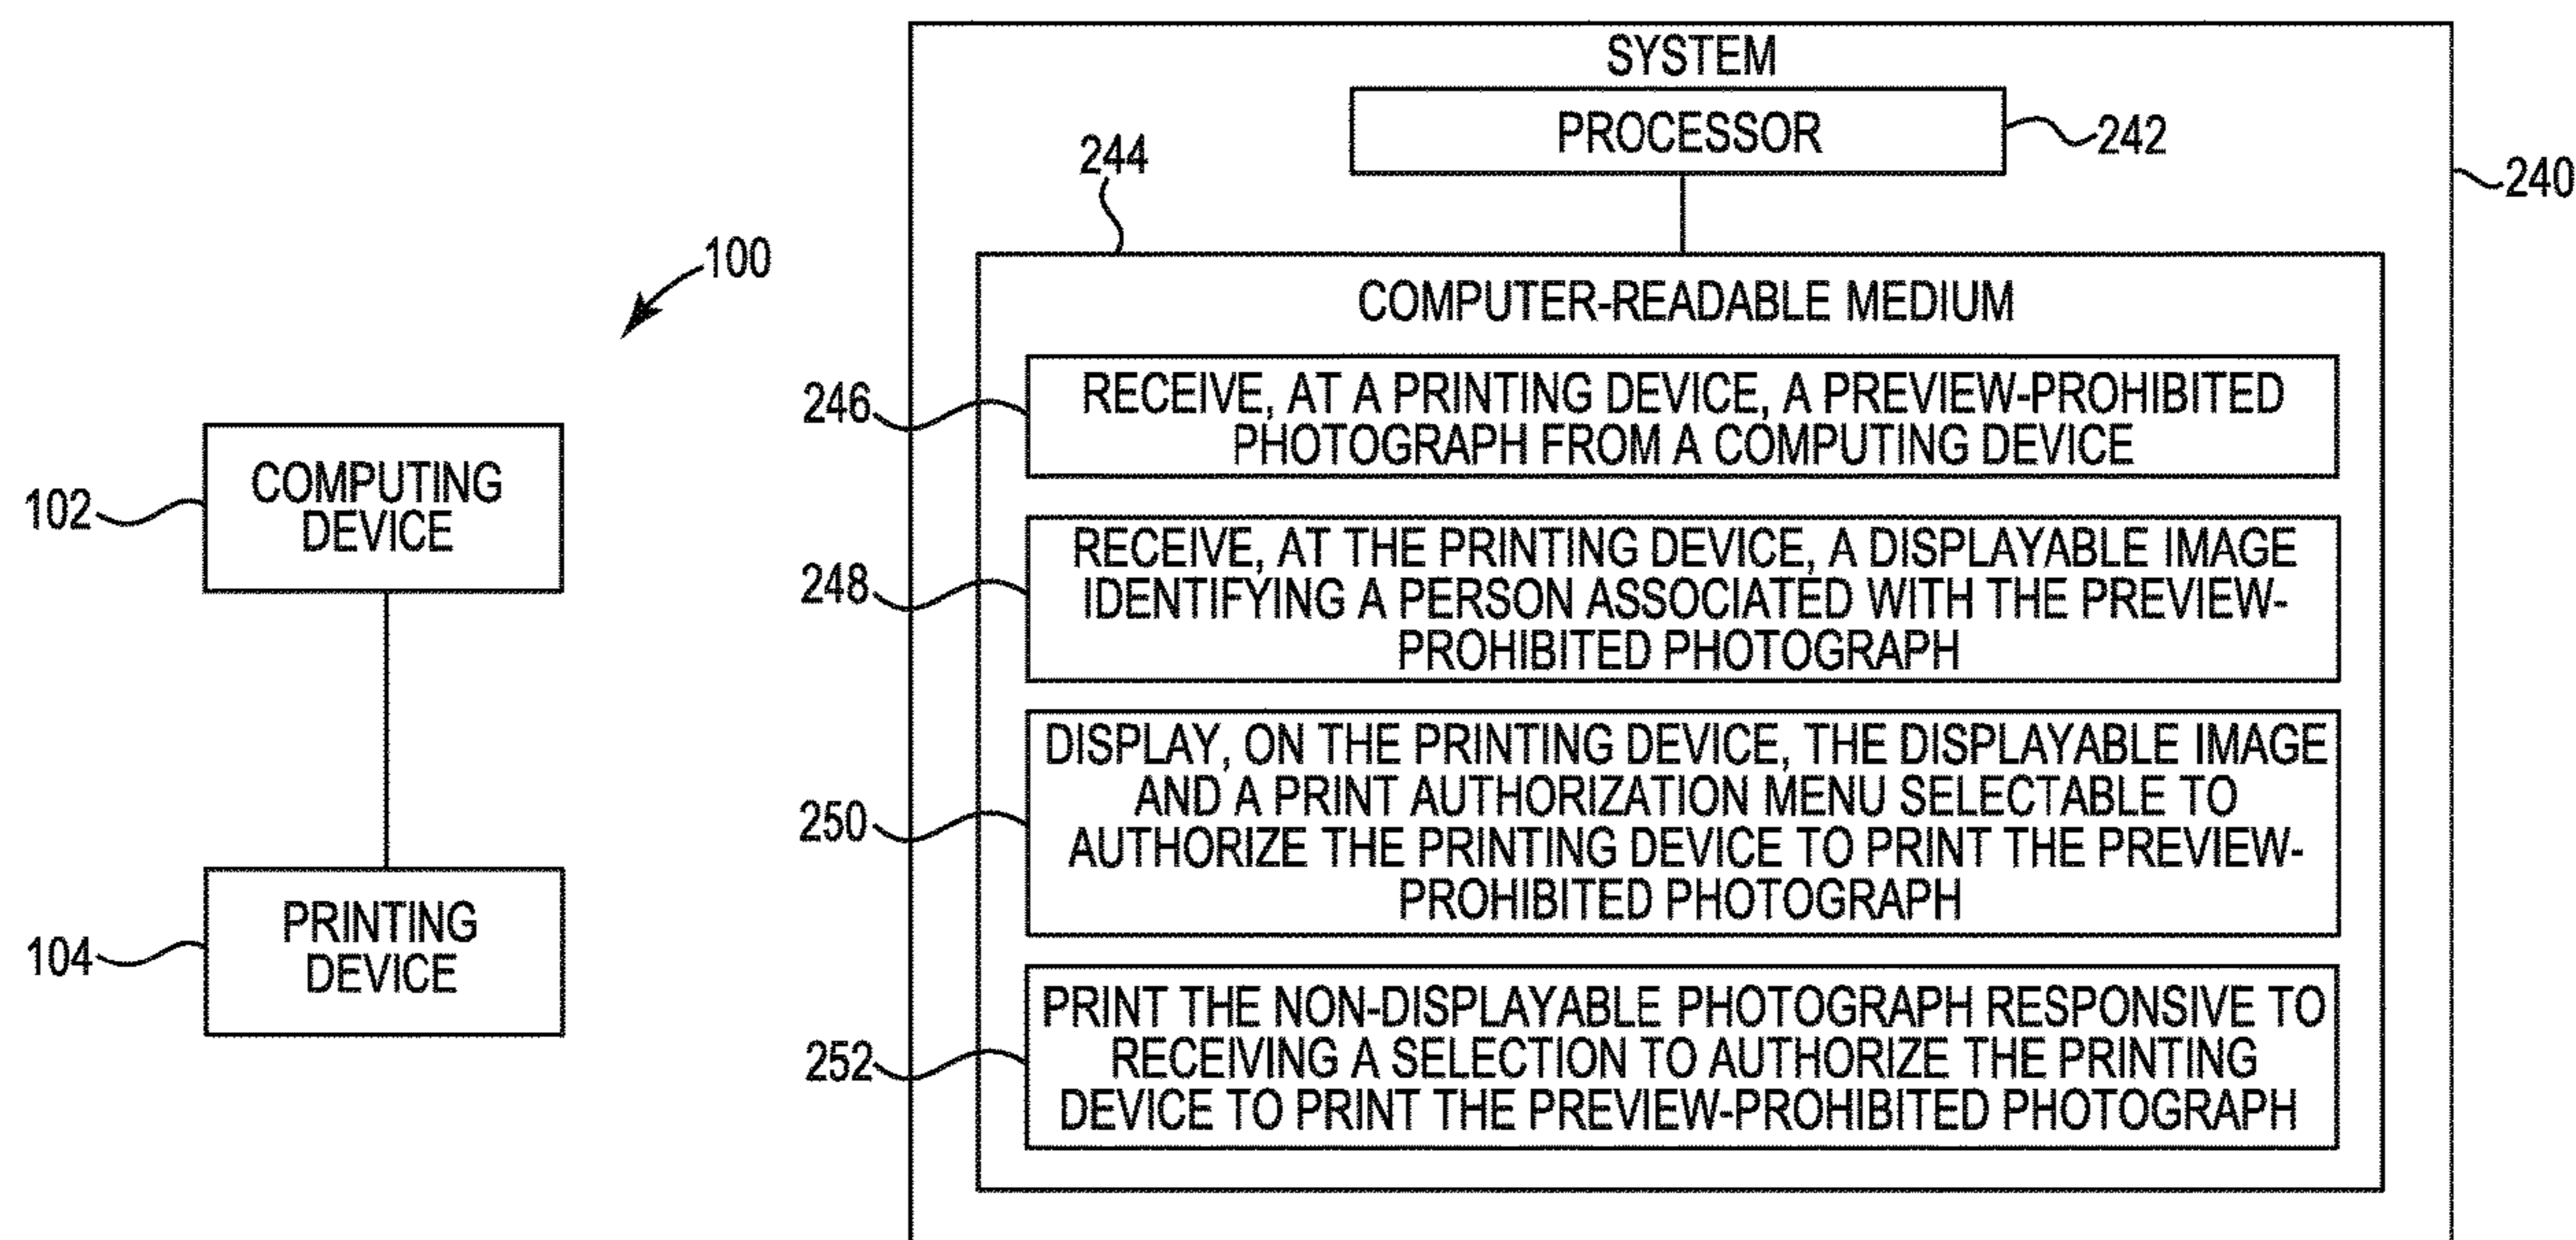 100
102
COMPUTING
DEVICE
104
PRINTING
DEVICE
SYSTEM
PROCESSOR
242
240
244
COMPUTER-READABLE MEDIUM
246
RECEIVE, AT A PRINTING DEVICE, A PREVIEW-PROHIBITED
PHOTOGRAPH FROM A COMPUTING DEVICE
248
RECEIVE, AT THE PRINTING DEVICE, A DISPLAYABLE IMAGE
IDENTIFYING A PERSON ASSOCIATED WITH THE PREVIEW-
PROHIBITED PHOTOGRAPH
250
DISPLAY, ON THE PRINTING DEVICE, THE DISPLAYABLE IMAGE
AND A PRINT AUTHORIZATION MENU SELECTABLE TO
AUTHORIZE THE PRINTING DEVICE TO PRINT THE PREVIEW-
PROHIBITED PHOTOGRAPH
252
PRINT THE NON-DISPLAYABLE PHOTOGRAPH RESPONSIVE TO
RECEIVING A SELECTION TO AUTHORIZE THE PRINTING
DEVICE TO PRINT THE PREVIEW-PROHIBITED PHOTOGRAPH